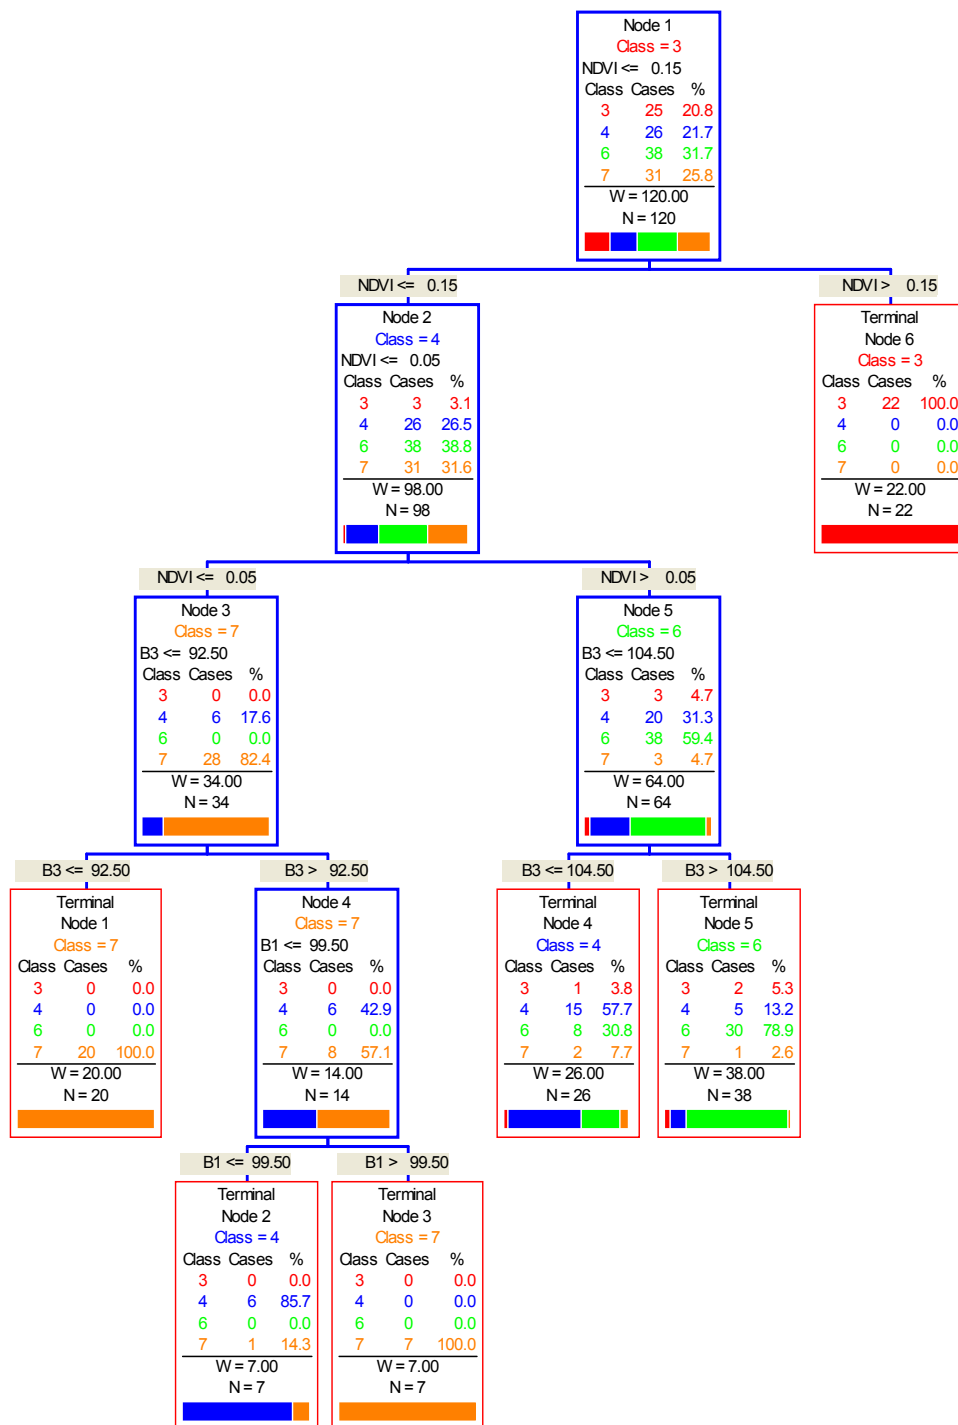 Node 1
Class = 3
NDVI <= 0.15
Class Cases %
3 25 20.8
4 26 21.7
6 38 31.7
7 31 25.8
W = 120.00
N = 120
NDVI <= 0.15
NDVI > 0.15
Node 2
Class = 4
NDVI <= 0.05
Class Cases %
3 3 3.1
4 26 26.5
6 38 38.8
7 31 31.6
W = 98.00
N = 98
Terminal
Node 6
Class = 3
Class Cases %
3 22 100.0
4 0 0.0
6 0 0.0
7 0 0.0
W = 22.00
N = 22
NDVI <= 0.05
NDVI > 0.05
Node 3
Class = 7
B3 <= 92.50
Class Cases %
3 0 0.0
4 6 17.6
6 0 0.0
7 28 82.4
W = 34.00
N = 34
Node 5
Class = 6
B3 <= 104.50
Class Cases %
3 3 4.7
4 20 31.3
6 38 59.4
7 3 4.7
W = 64.00
N = 64
B3 <= 92.50
B3 > 92.50
B3 <= 104.50
B3 > 104.50
Terminal
Node 1
Class = 7
Class Cases %
3 0 0.0
4 0 0.0
6 0 0.0
7 20 100.0
W = 20.00
N = 20
Node 4
Class = 7
B1 <= 99.50
Class Cases %
3 0 0.0
4 6 42.9
6 0 0.0
7 8 57.1
W = 14.00
N = 14
Terminal
Node 4
Class = 4
Class Cases %
3 1 3.8
4 15 57.7
6 8 30.8
7 2 7.7
W = 26.00
N = 26
Terminal
Node 5
Class = 6
Class Cases %
3 2 5.3
4 5 13.2
6 30 78.9
7 1 2.6
W = 38.00
N = 38
B1 <= 99.50
B1 > 99.50
Terminal
Node 2
Class = 4
Class Cases %
3 0 0.0
4 6 85.7
6 0 0.0
7 1 14.3
W = 7.00
N = 7
Terminal
Node 3
Class = 7
Class Cases %
3 0 0.0
4 0 0.0
6 0 0.0
7 7 100.0
W = 7.00
N = 7